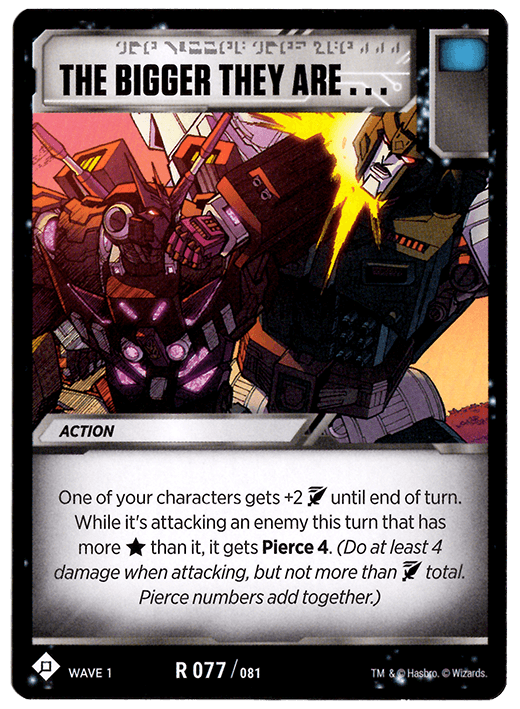 THE BIGGER THEY ARE...
ACTION
One of your characters gets +2 until end of turn.
While it's attacking an enemy this turn that has
more ★ than it, it gets Pierce 4. (Do at least 4
damage when attacking, but not more than total.
Pierce numbers add together.)
WAVE 1 R 077/081 TM & © Hasbro. © Wizards.